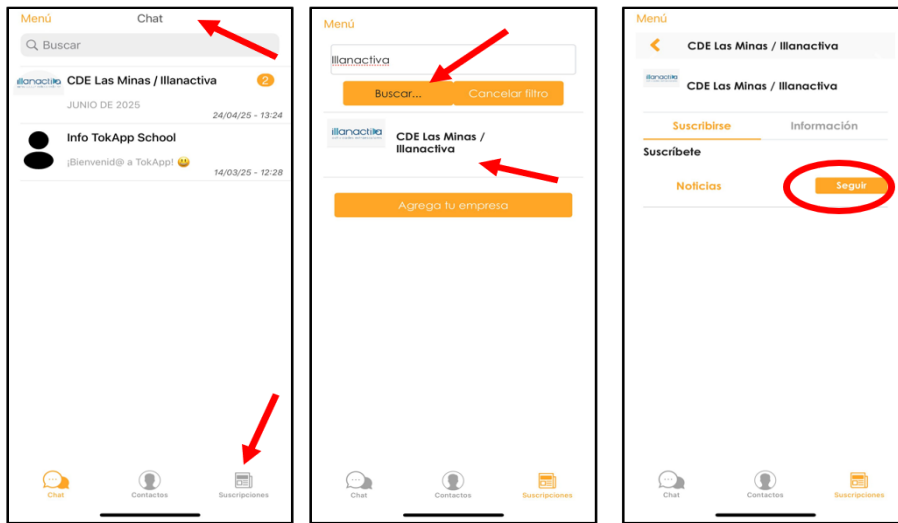 Menú
Chat
Buscar
illanactiva
CDE Las Minas / Illanactiva
2
JUNIO DE 2025
24/04/25 - 13:24
Info TokApp School
¡Bienvenid@ a TokApp! 😃
14/03/25 - 12:28
Chat
Contactos
Suscripciones
Menú
Illanactiva
Buscar...
Cancelar filtro
illanactiva
CDE Las Minas /
Illanactiva
Agrega tu empresa
Chat
Contactos
Suscripciones
Menú
CDE Las Minas / Illanactiva
illanactiva
CDE Las Minas / Illanactiva
Suscribirse
Información
Suscríbete
Noticias
Seguir
Chat
Contactos
Suscripciones